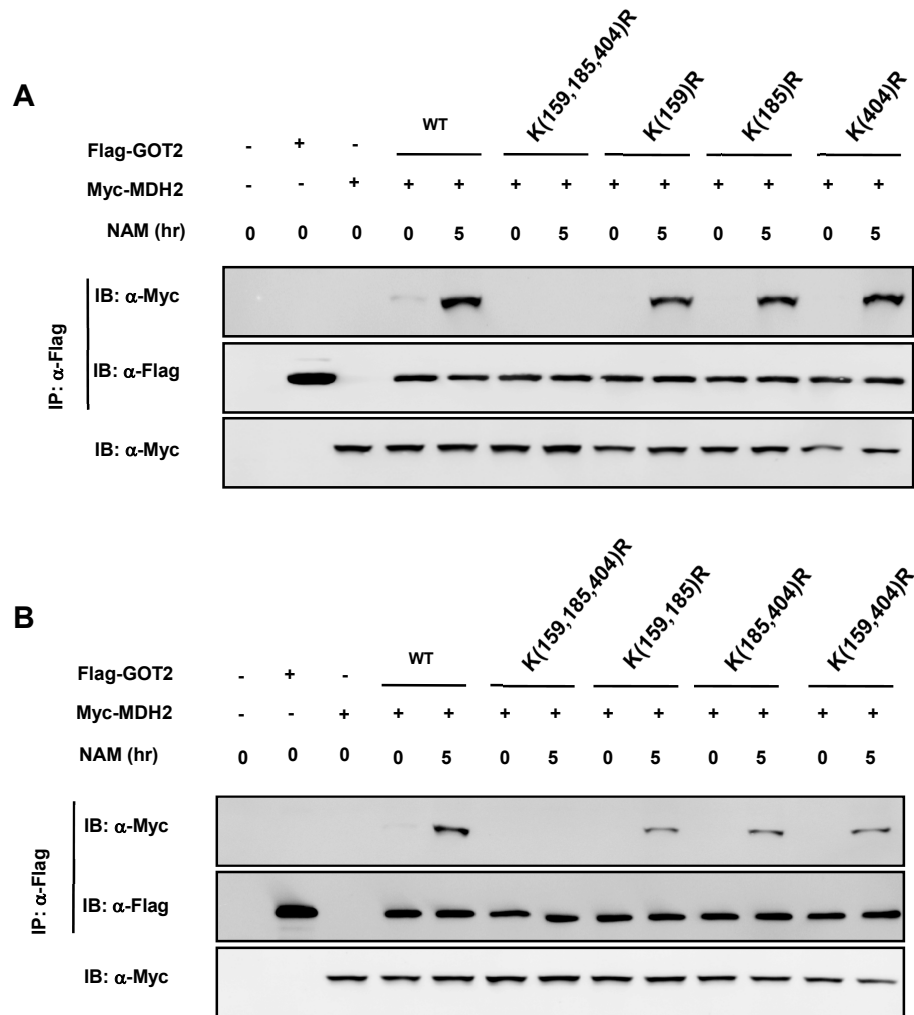 A
WT
K(159,185,404)R
K(159)R
K(185)R
K(404)R
Flag-GOT2 - + -
Myc-MDH2 - - + + + + + + + + + + +
NAM (hr) 0 0 0 0 5 0 5 0 5 0 5 0 5
IP: α-Flag
IB: α-Myc
IB: α-Flag
IB: α-Myc
B
WT
K(159,185,404)R
K(159,185)R
K(185,404)R
K(159,404)R
Flag-GOT2 - + -
Myc-MDH2 - - + + + + + + + + + + +
NAM (hr) 0 0 0 0 5 0 5 0 5 0 5 0 5
IP: α-Flag
IB: α-Myc
IB: α-Flag
IB: α-Myc